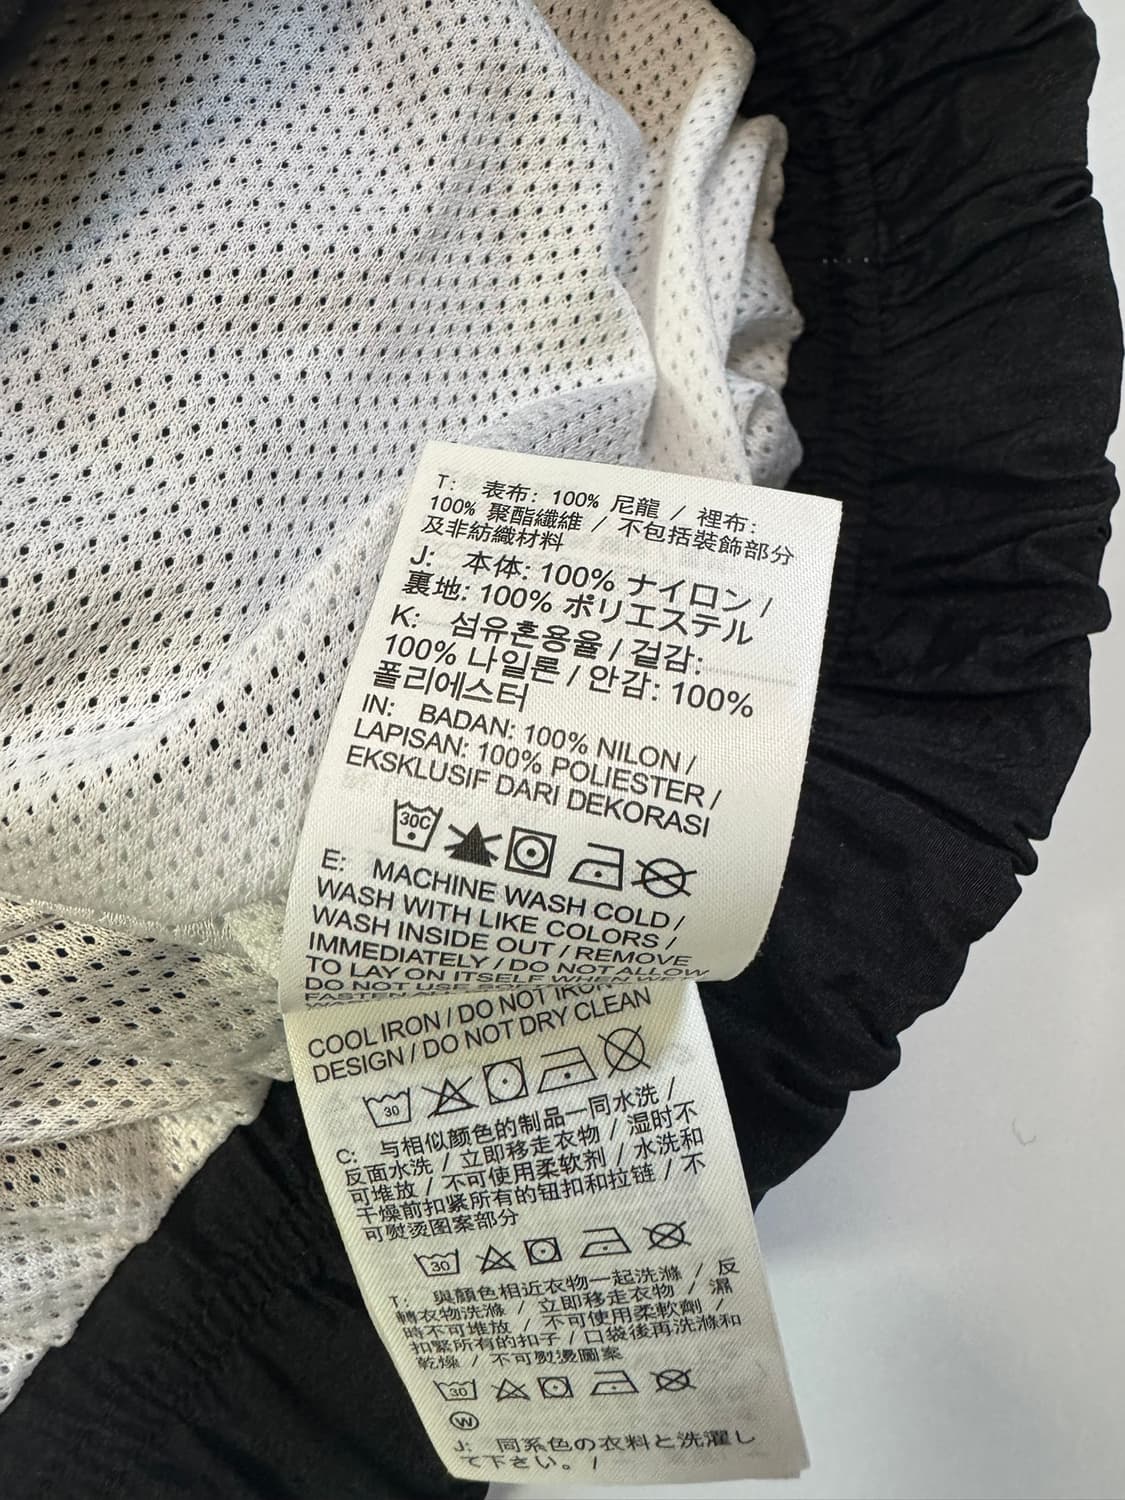 T: 表布: 100% 尼龍 / 裡布:
100% 聚酯纖維 / 不包括裝飾部分
及非紡織材料
J: 本体: 100% ナイロン /
裏地: 100% ポリエステル
K: 섬유혼용율 / 겉감:
100% 나일론 / 안감: 100%
폴리에스터
IN: BADAN: 100% NILON /
LAPISAN: 100% POLIESTER /
EKSKLUSIF DARI DEKORASI
30C
E: MACHINE WASH COLD /
WASH WITH LIKE COLORS /
WASH INSIDE OUT / REMOVE
IMMEDIATELY / DO NOT ALLOW
TO LAY ON ITSELF WHEN WET /
DO NOT USE
FASTEN
COOL IRON / DO NOT IRON
DESIGN / DO NOT DRY CLEAN
30
C: 与相似颜色的制品一同水洗 /
反面水洗 / 立即移走衣物 / 湿时不
可堆放 / 不可使用柔软剂 / 水洗和
干燥前扣紧所有的钮扣和拉链 / 不
可熨烫图案部分
30
T: 與顏色相近衣物一起洗滌 / 反
轉衣物洗滌 / 立即移走衣物 / 濕
時不可堆放 / 不可使用柔軟劑 /
扣緊所有的扣子 / 口袋後再洗滌和
乾燥 / 不可熨燙圖案
30
W
J: 同系色の衣料と洗濯し
て下さい。 /